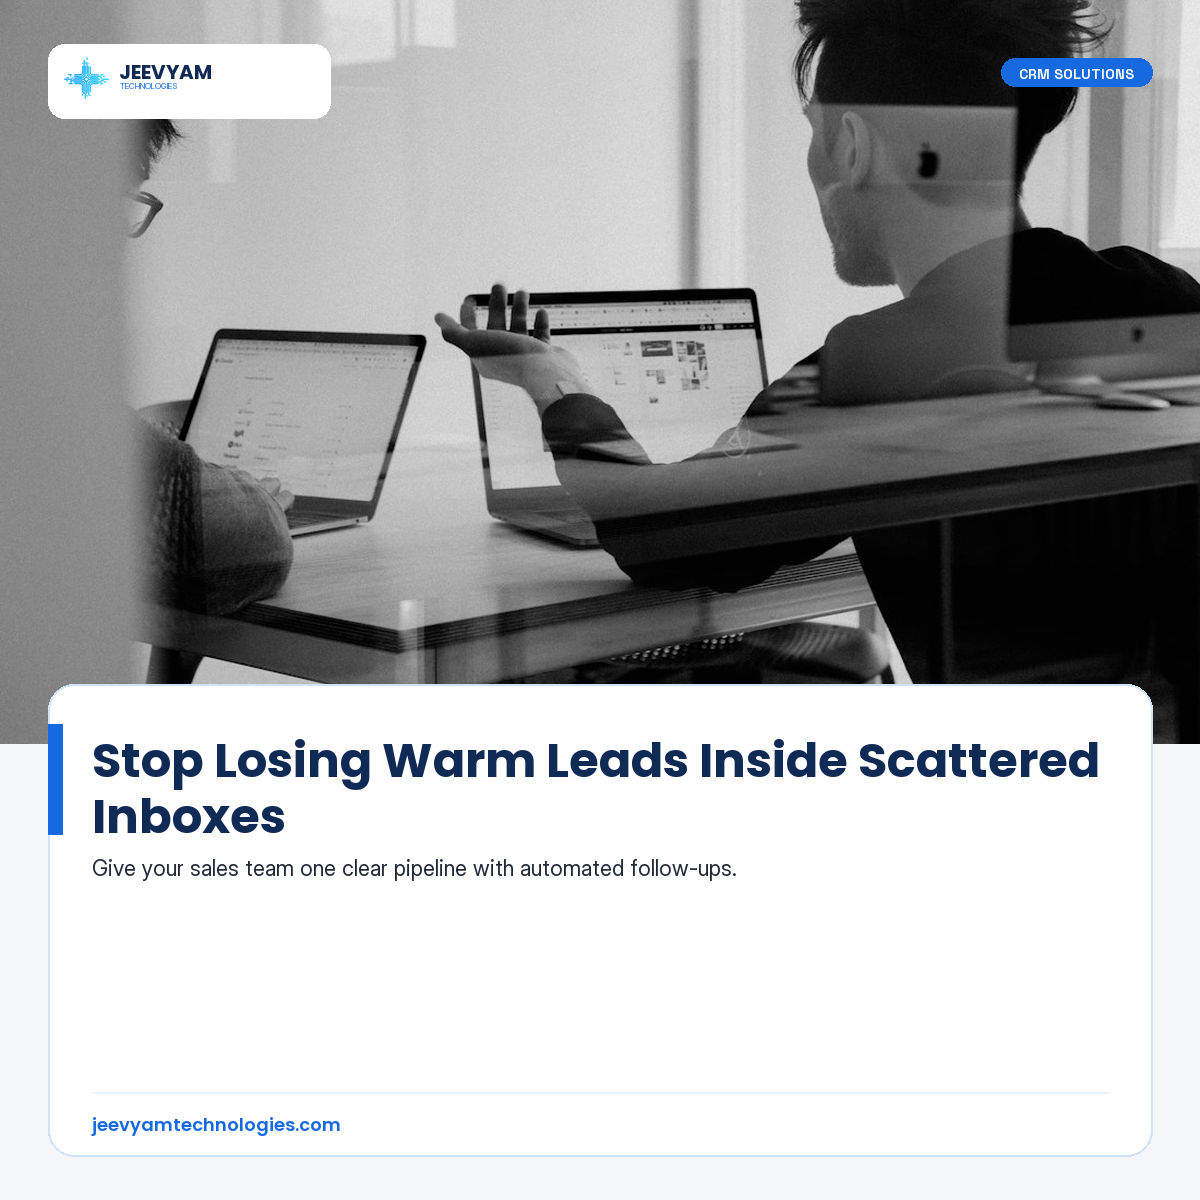 JEEVYAM
TECHNOLOGIES
CRM SOLUTIONS
Stop Losing Warm Leads Inside Scattered
Inboxes
Give your sales team one clear pipeline with automated follow-ups.
jeevyamtechnologies.com